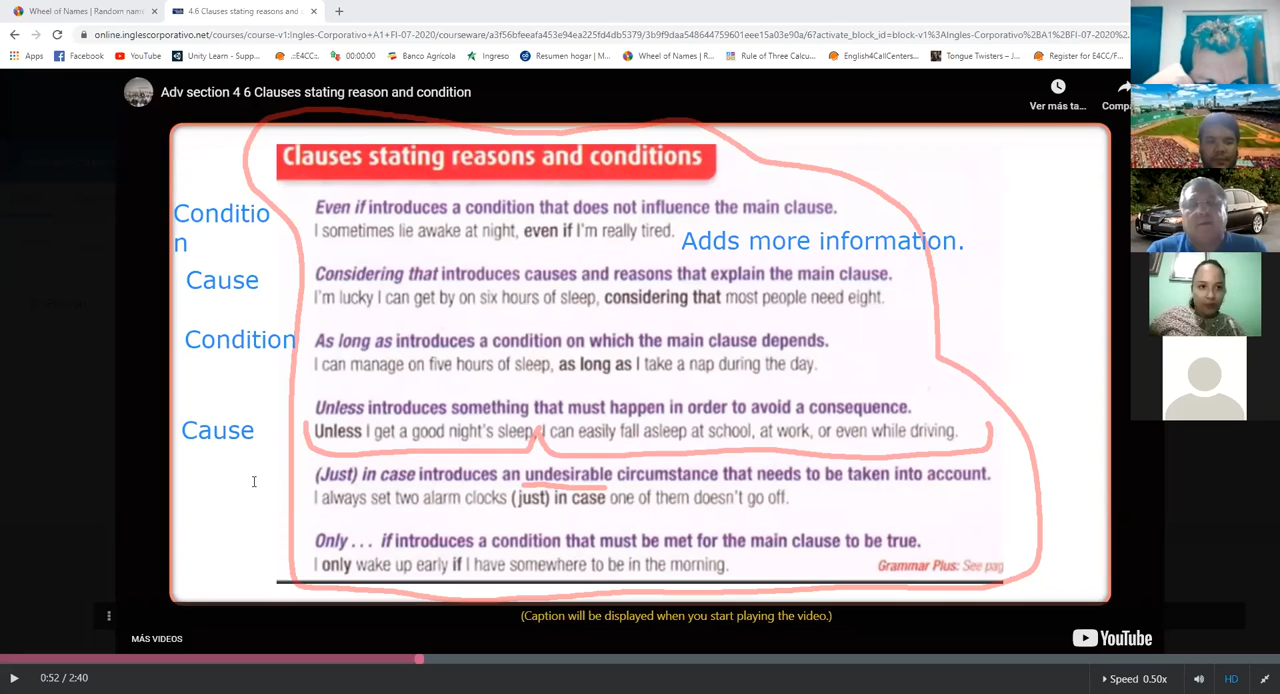 Wheel of Names | Random nam
4.6 Clauses stating reasons and
online.inglescorporativo.net/courses/course-v1:Ingles-Corporativo+A1+FI-07-2020/courseware/a3f56bfeefa453e94ea225fd4db5379/3b9f9daa548644759601eee15a03e90a/6?activate_block_id=block-v1%3AIngles-Corporativo%2BA1%2BFI-07-2020%2B
Apps
Facebook
YouTube
Unity Learn - Supp...
.::E4CC::.
00:00:00
Banco Agrícola
Ingreso
Resumen hogar | M...
Wheel of Names | R...
Rule of Three Calcu...
English4CallCenters...
Tongue Twisters – J...
Register for E4CC/F...
Adv section 4 6 Clauses stating reason and condition
Ver más ta...
Compa
Clauses stating reasons and conditions
Conditio
n
Even if introduces a condition that does not influence the main clause.
I sometimes lie awake at night, even if I'm really tired.
Adds more information.
Cause
Considering that introduces causes and reasons that explain the main clause.
I'm lucky I can get by on six hours of sleep, considering that most people need eight.
Condition
As long as introduces a condition on which the main clause depends.
I can manage on five hours of sleep, as long as I take a nap during the day.
Unless introduces something that must happen in order to avoid a consequence.
Cause
Unless I get a good night's sleep, I can easily fall asleep at school, at work, or even while driving.
(Just) in case introduces an undesirable circumstance that needs to be taken into account.
I always set two alarm clocks (just) in case one of them doesn't go off.
Only . . . if introduces a condition that must be met for the main clause to be true.
I only wake up early if I have somewhere to be in the morning.
Grammar Plus: See pag
(Caption will be displayed when you start playing the video.)
MÁS VIDEOS
YouTube
0:52 / 2:40
Speed 0.50x
HD